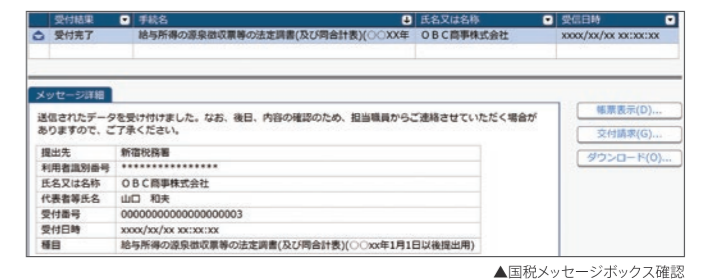 受付結果 手続名 氏名又は名称 受信日時
受付完了 給与所得の源泉徴収票等の法定調書(及び同合計表)(○○XX年 OBC商事株式会社 xxxx/xx/xx xx:xx:xx
メッセージ詳細
送信されたデータを受け付けました。なお、後日、内容の確認のため、担当職員からご連絡させていただく場合が
ありますので、ご了承ください。
帳票表示(D)...
交付請求(G)...
ダウンロード(O)...
提出先 新宿税務署
利用者識別番号 ****************
氏名又は名称 OBC商事株式会社
代表者等氏名 山口 和夫
受付番号 00000000000000000003
受付日時 xxxx/xx/xx xx:xx:xx
種目 給与所得の源泉徴収票等の法定調書(及び同合計表)(○○xx年1月1日以後提出用)
▲国税メッセージボックス確認